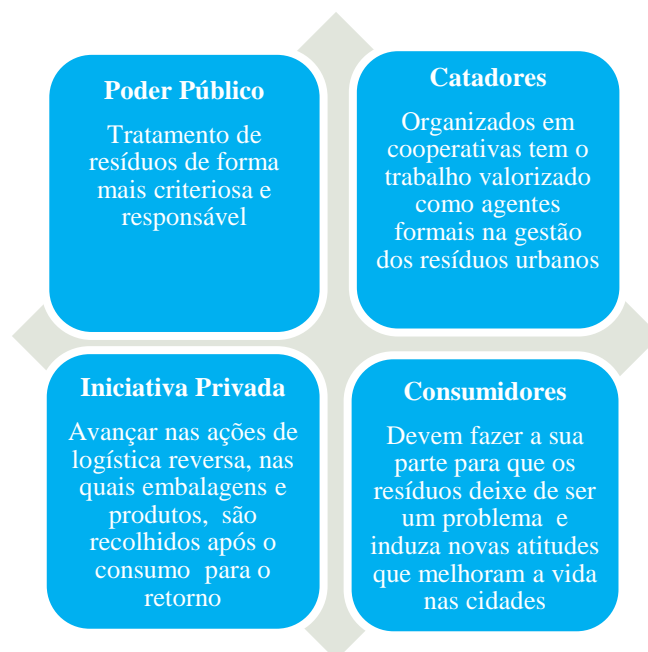 Poder Público
Tratamento de
resíduos de forma
mais criteriosa e
responsável
Catadores
Organizados em
cooperativas tem o
trabalho valorizado
como agentes
formais na gestão
dos resíduos urbanos
Iniciativa Privada
Avançar nas ações de
logística reversa, nas
quais embalagens e
produtos, são
recolhidos após o
consumo para o
retorno
Consumidores
Devem fazer a sua
parte para que os
resíduos deixe de ser
um problema e
induza novas atitudes
que melhoram a vida
nas cidades